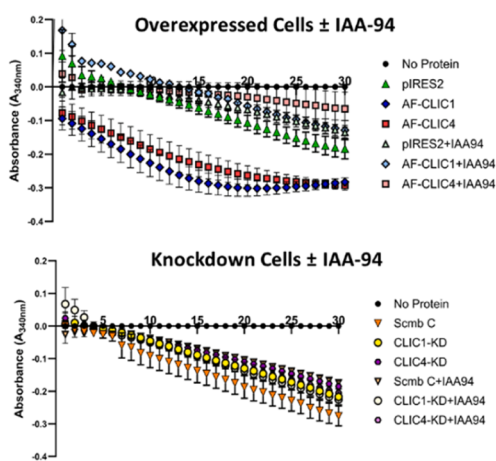 Overexpressed Cells ± IAA-94
Absorbance (A340nm)
0.2
0.1
0.0
-0.1
-0.2
-0.3
-0.4
15
20
25
30
No Protein
pIRES2
AF-CLIC1
AF-CLIC4
pIRES2+IAA94
AF-CLIC1+IAA94
AF-CLIC4+IAA94
Knockdown Cells ± IAA-94
Absorbance (A340nm)
0.2
0.1
0.0
-0.1
-0.2
-0.3
-0.4
5
10
15
20
25
30
No Protein
Scmb C
CLIC1-KD
CLIC4-KD
Scmb C+IAA94
CLIC1-KD+IAA94
CLIC4-KD+IAA94